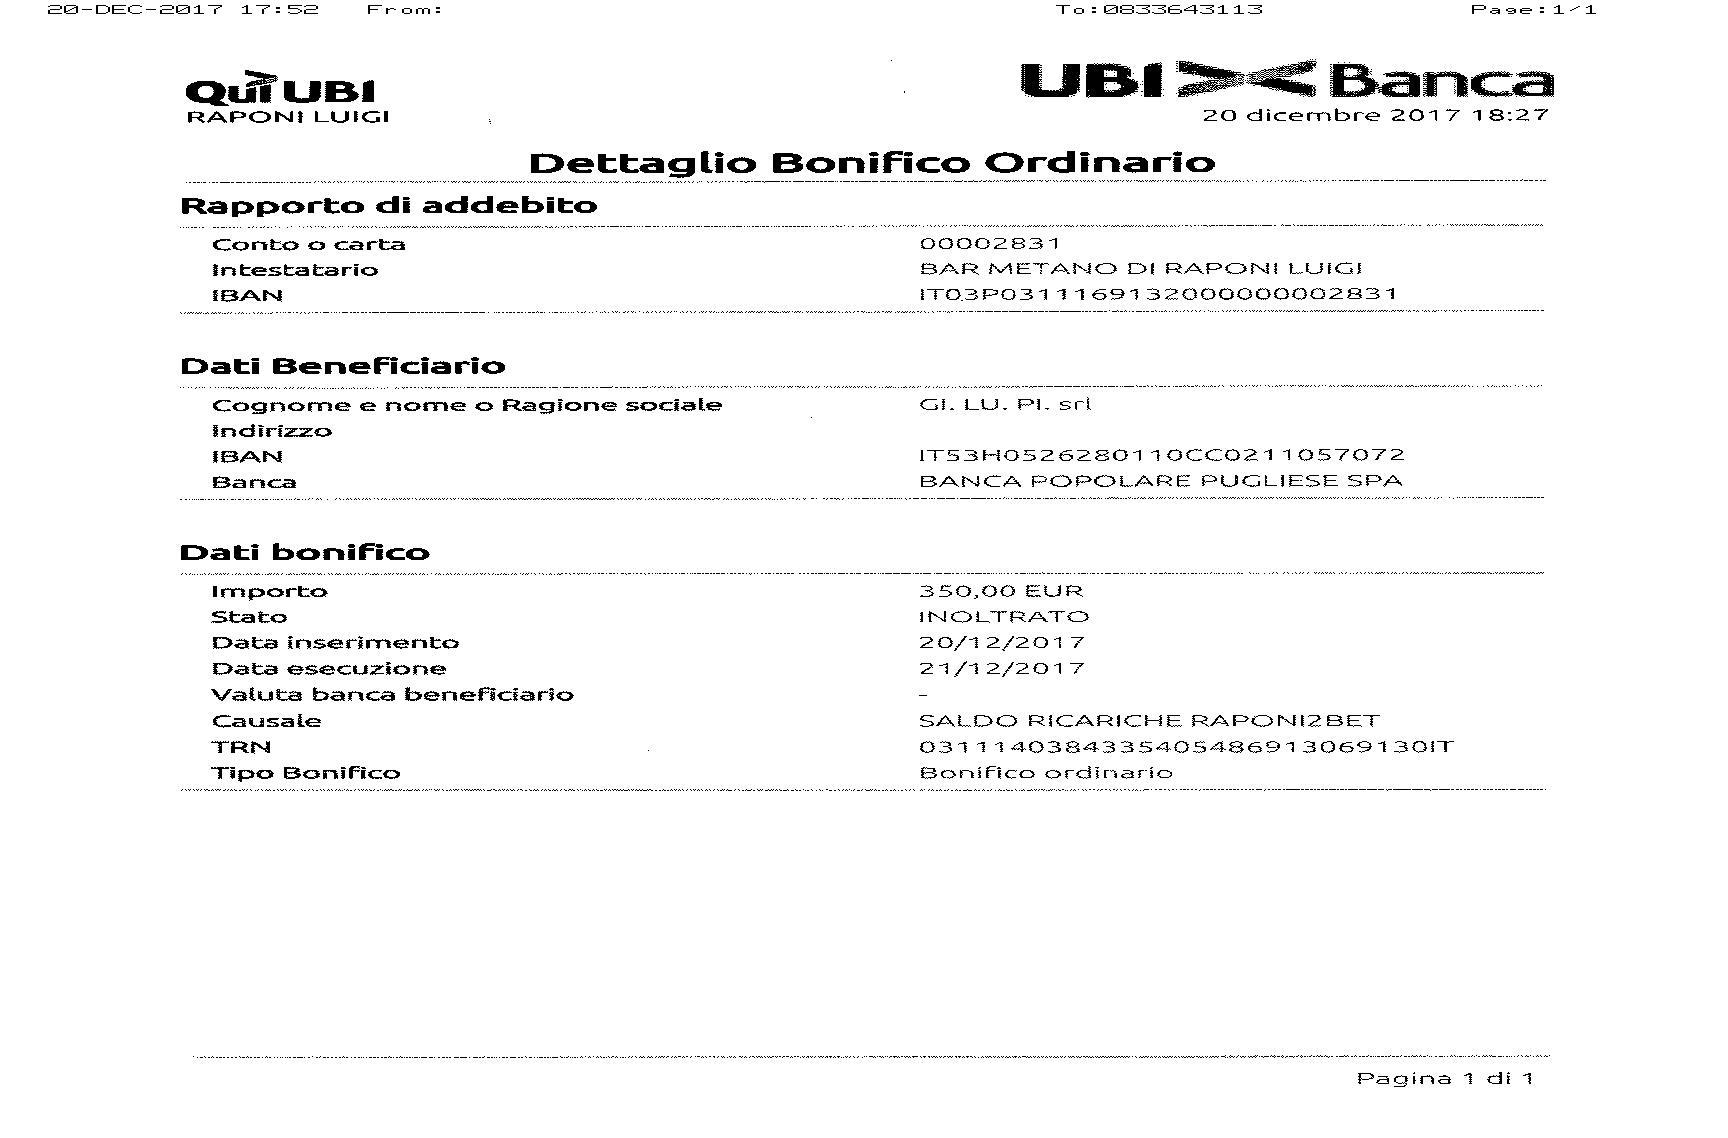 20-DEC-2017 17:52 From: To:0833643113 Page:1/1
QuiUBI UBI Banca
RAPONI LUIGI 20 dicembre 2017 18:27
Dettaglio Bonifico Ordinario
Rapporto di addebito
Conto o carta 00002831
Intestatario BAR METANO DI RAPONI LUIGI
IBAN IT03P0311169132000000002831
Dati Beneficiario
Cognome e nome o Ragione sociale GI. LU. PI. srl
Indirizzo
IBAN IT53H0526280110CC0211057072
Banca BANCA POPOLARE PUGLIESE SPA
Dati bonifico
Importo 350,00 EUR
Stato INOLTRATO
Data inserimento 20/12/2017
Data esecuzione 21/12/2017
Valuta banca beneficiario -
Causale SALDO RICARICHE RAPONI2BET
TRN 0311140384335405486913069130IT
Tipo Bonifico Bonifico ordinario
Pagina 1 di 1